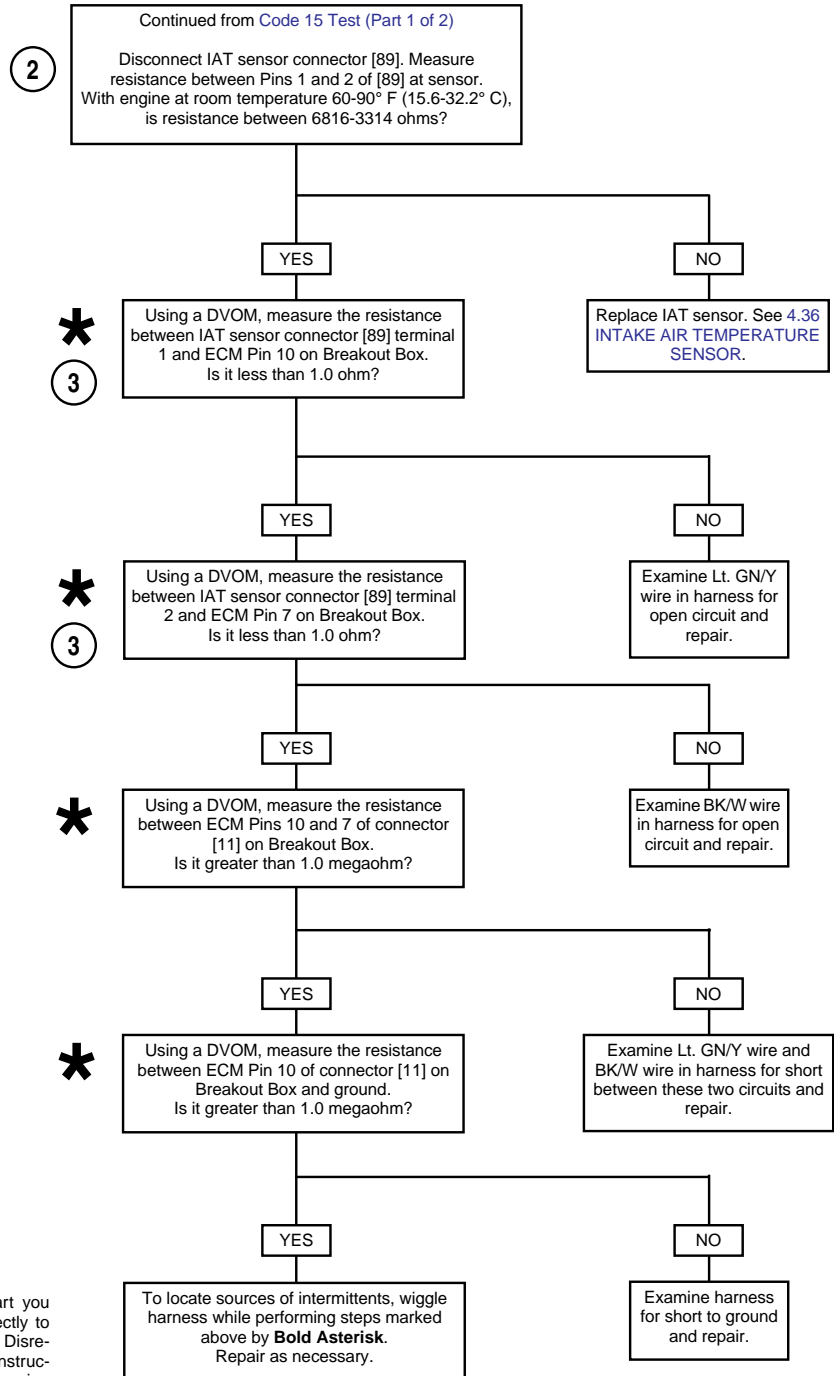 Continued from Code 15 Test (Part 1 of 2)
2
Disconnect IAT sensor connector [89]. Measure
resistance between Pins 1 and 2 of [89] at sensor.
With engine at room temperature 60-90° F (15.6-32.2° C),
is resistance between 6816-3314 ohms?
YES
NO
*
Using a DVOM, measure the resistance
between IAT sensor connector [89] terminal
1 and ECM Pin 10 on Breakout Box.
Is it less than 1.0 ohm?
3
Replace IAT sensor. See 4.36
INTAKE AIR TEMPERATURE
SENSOR.
YES
NO
*
Using a DVOM, measure the resistance
between IAT sensor connector [89] terminal
2 and ECM Pin 7 on Breakout Box.
Is it less than 1.0 ohm?
3
Examine Lt. GN/Y
wire in harness for
open circuit and
repair.
YES
NO
*
Using a DVOM, measure the resistance
between ECM Pins 10 and 7 of connector
[11] on Breakout Box.
Is it greater than 1.0 megaohm?
Examine BK/W wire
in harness for open
circuit and repair.
YES
NO
*
Using a DVOM, measure the resistance
between ECM Pin 10 of connector [11] on
Breakout Box and ground.
Is it greater than 1.0 megaohm?
Examine Lt. GN/Y wire and
BK/W wire in harness for short
between these two circuits and
repair.
YES
NO
To locate sources of intermittents, wiggle
harness while performing steps marked
above by Bold Asterisk.
Repair as necessary.
Examine harness
for short to ground
and repair.
art you
ectly to
Disre-
nstruc-